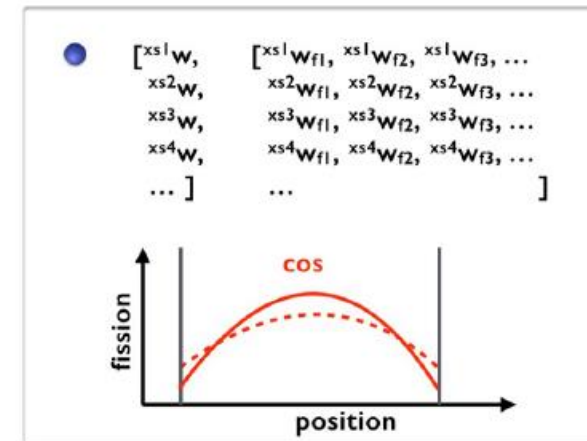 [xs1w, [xs1wf1, xs1wf2, xs1wf3, ...
xs2w, xs2wf1, xs2wf2, xs2wf3, ...
xs3w, xs3wf1, xs3wf2, xs3wf3, ...
xs4w, xs4wf1, xs4wf2, xs4wf3, ...
... ] ... ]
cos
fission
position